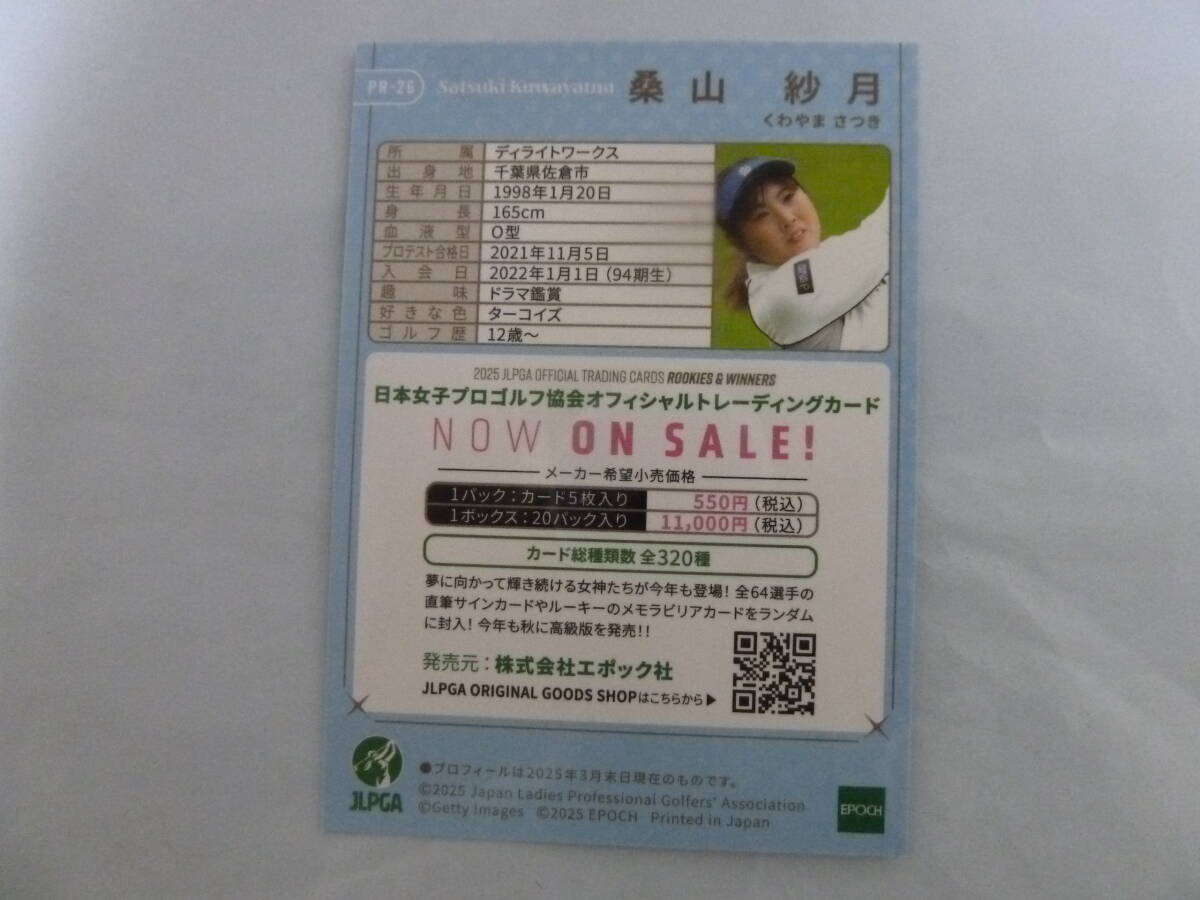 PR-26 Satsuki Kuwayama 桑山 紗月
くわやま さつき
所属 ディライトワークス
出身地 千葉県佐倉市
生年月日 1998年1月20日
身長 165cm
血液型 O型
プロテスト合格日 2021年11月5日
入会日 2022年1月1日（94期生）
趣味 ドラマ鑑賞
好きな色 ターコイズ
ゴルフ歴 12歳〜
2025 JLPGA OFFICIAL TRADING CARDS ROOKIES & WINNERS
日本女子プロゴルフ協会オフィシャルトレーディングカード
NOW ON SALE!
メーカー希望小売価格
1パック：カード5枚入り 550円（税込）
1ボックス：20パック入り 11,000円（税込）
カード総種類数 全320種
夢に向かって輝き続ける女神たちが今年も登場！全64選手の
直筆サインカードやルーキーのメモラビリアカードをランダム
に封入！今年も秋に高級版を発売!!
発売元：株式会社エポック社
JLPGA ORIGINAL GOODS SHOPはこちらから▶
JLPGA
●プロフィールは2025年3月末日現在のものです。
©2025 Japan Ladies Professional Golfers' Association
©Getty Images ©2025 EPOCH Printed in Japan
EPOCH